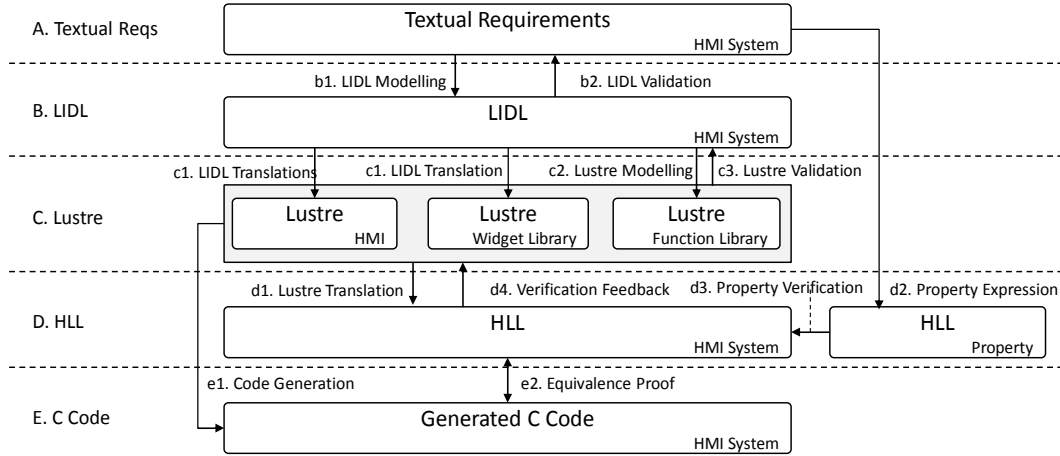 Textual Requirements
A. Textual Reqs
HMI System
b1. LIDL Modelling
b2. LIDL Validation
B. LIDL
LIDL
HMI System
c1. LIDL Translations
c1. LIDL Translation
c2. Lustre Modelling
c3. Lustre Validation
C. Lustre
Lustre
HMI
Lustre
Widget Library
Lustre
Function Library
d1. Lustre Translation
d4. Verification Feedback
d3. Property Verification
d2. Property Expression
D. HLL
HLL
HMI System
HLL
Property
e1. Code Generation
e2. Equivalence Proof
E. C Code
Generated C Code
HMI System